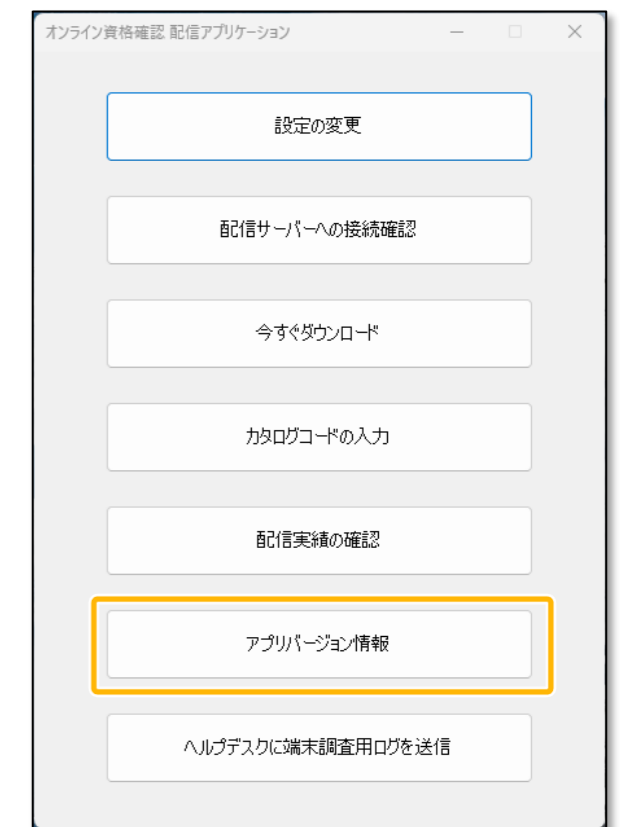 オンライン資格確認 配信アプリケーション
設定の変更
配信サーバーへの接続確認
今すぐダウンロード
カタログコードの入力
配信実績の確認
アプリバージョン情報
ヘルプデスクに端末調査用ログを送信